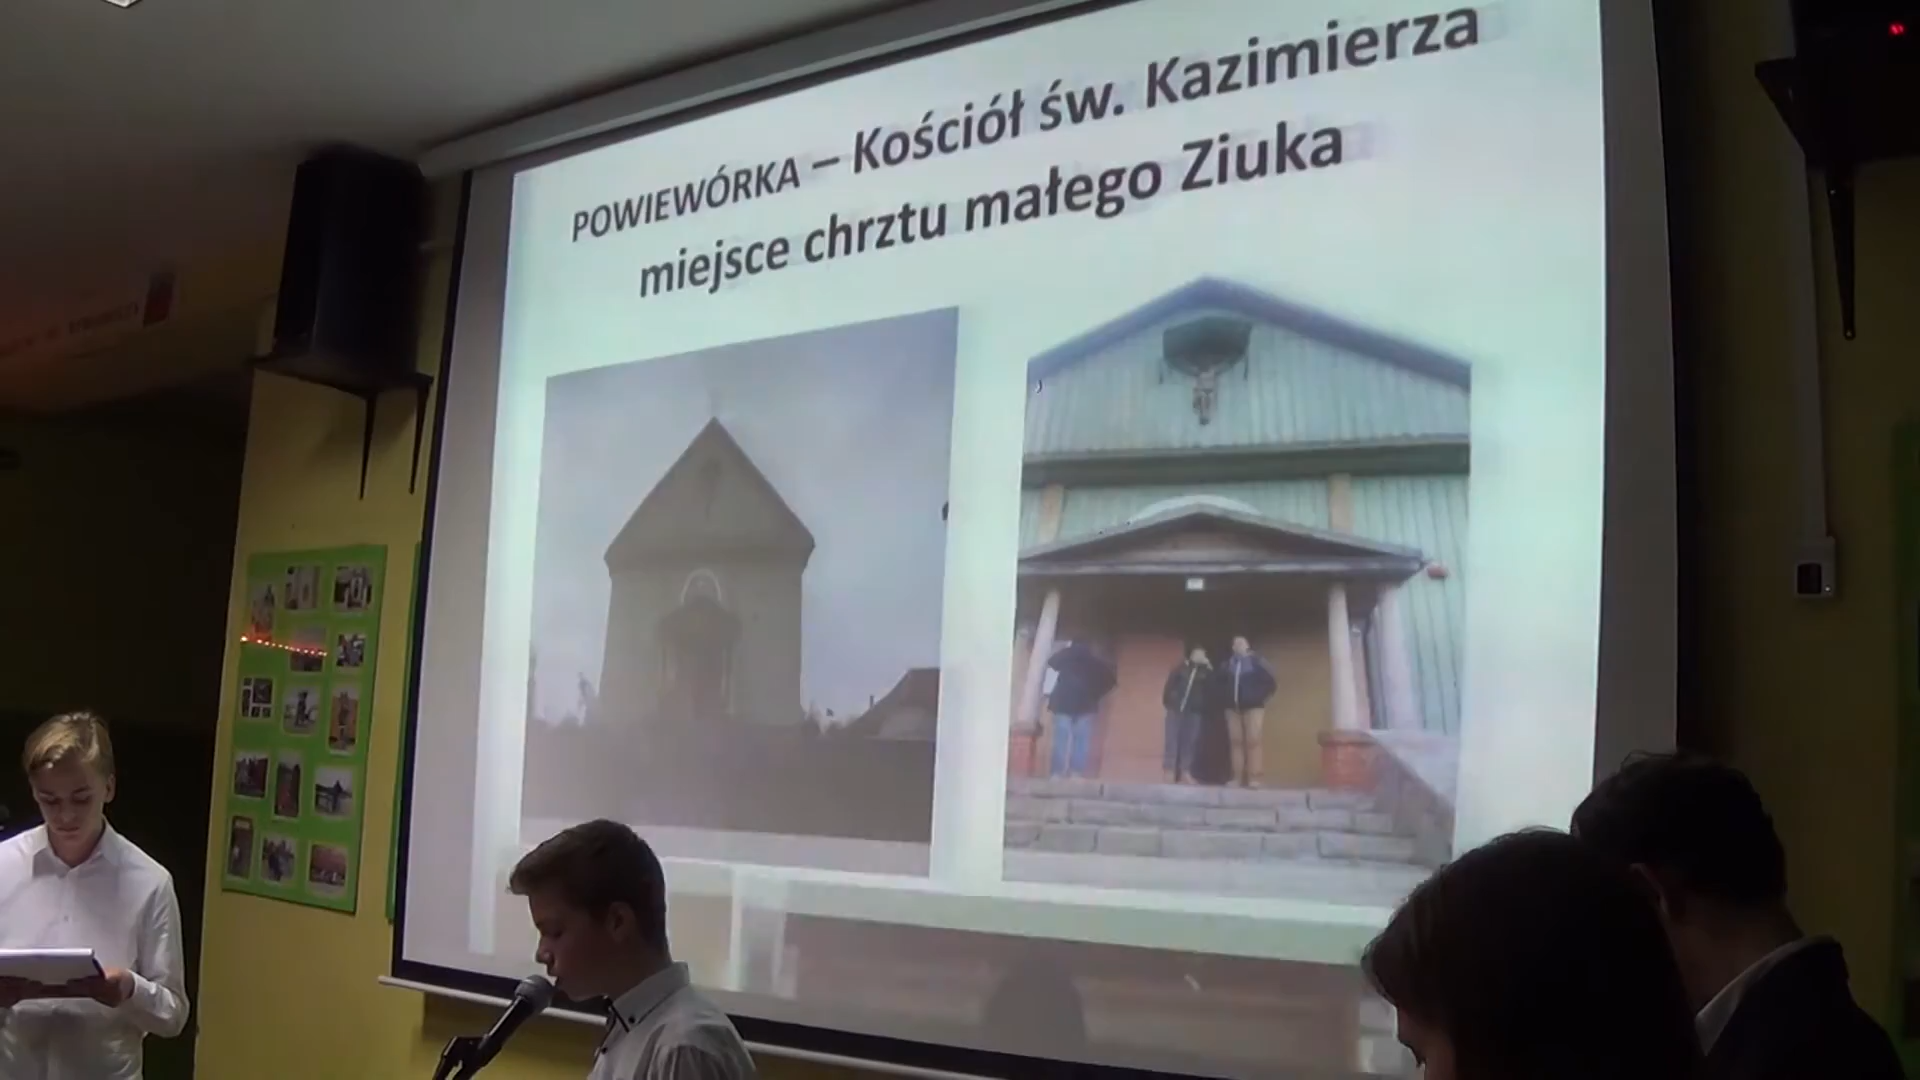 POWIEWÓRKA – Kościół św. Kazimierza
miejsce chrztu małego Ziuka